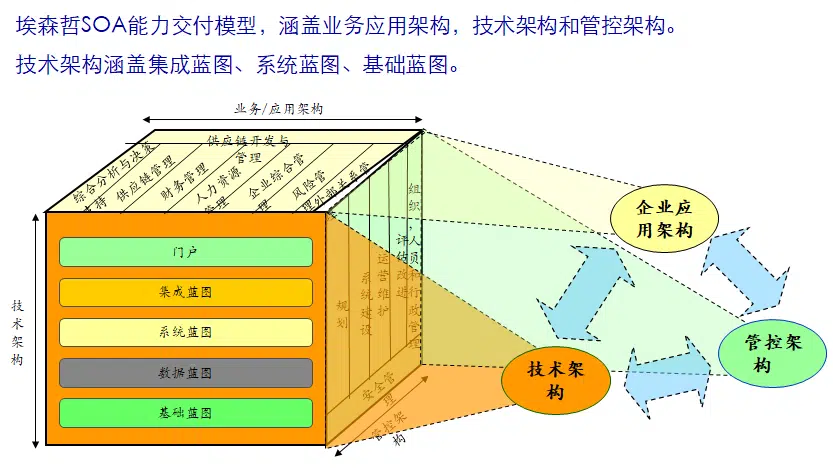 埃森哲SOA能力交付模型，涵盖业务应用架构，技术架构和管控架构。
技术架构涵盖集成蓝图、系统蓝图、基础蓝图。
业务/应用架构
综合分析与决策
支持
供应链管理
财务管理
人力资源
管理
供应链开发与
管理
企业综合管
理
风险管
理
外部关系管
技术架构
门户
集成蓝图
系统蓝图
数据蓝图
基础蓝图
规划
系统建设
运营维护
评估改进
组织，人员和行政管理
安全管
理
管控架
构
企业应
用架构
技术架
构
管控架
构